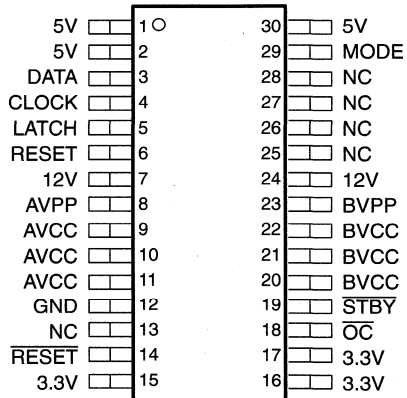 5V 1 30 5V
5V 2 29 MODE
DATA 3 28 NC
CLOCK 4 27 NC
LATCH 5 26 NC
RESET 6 25 NC
12V 7 24 12V
AVPP 8 23 BVPP
AVCC 9 22 BVCC
AVCC 10 21 BVCC
AVCC 11 20 BVCC
GND 12 19 S̅T̅B̅Y̅
NC 13 18 O̅C̅
R̅E̅S̅E̅T̅ 14 17 3.3V
3.3V 15 16 3.3V